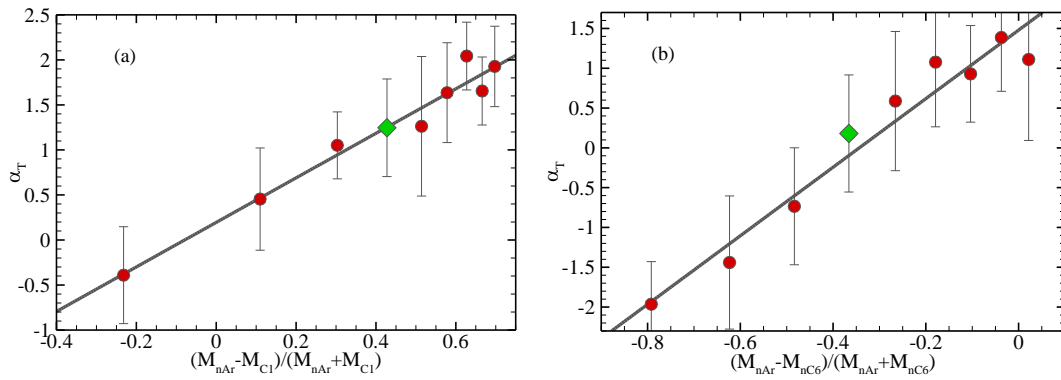 (a)
α_T
2.5
2
1.5
1
0.5
0
-0.5
-1
-0.4 -0.2 0 0.2 0.4 0.6
(M_nAr-M_C1)/(M_nAr+M_C1)
(b)
α_T
1.5
1
0.5
0
-0.5
-1
-1.5
-2
-0.8 -0.6 -0.4 -0.2 0
(M_nAr-M_nC6)/(M_nAr+M_nC6)